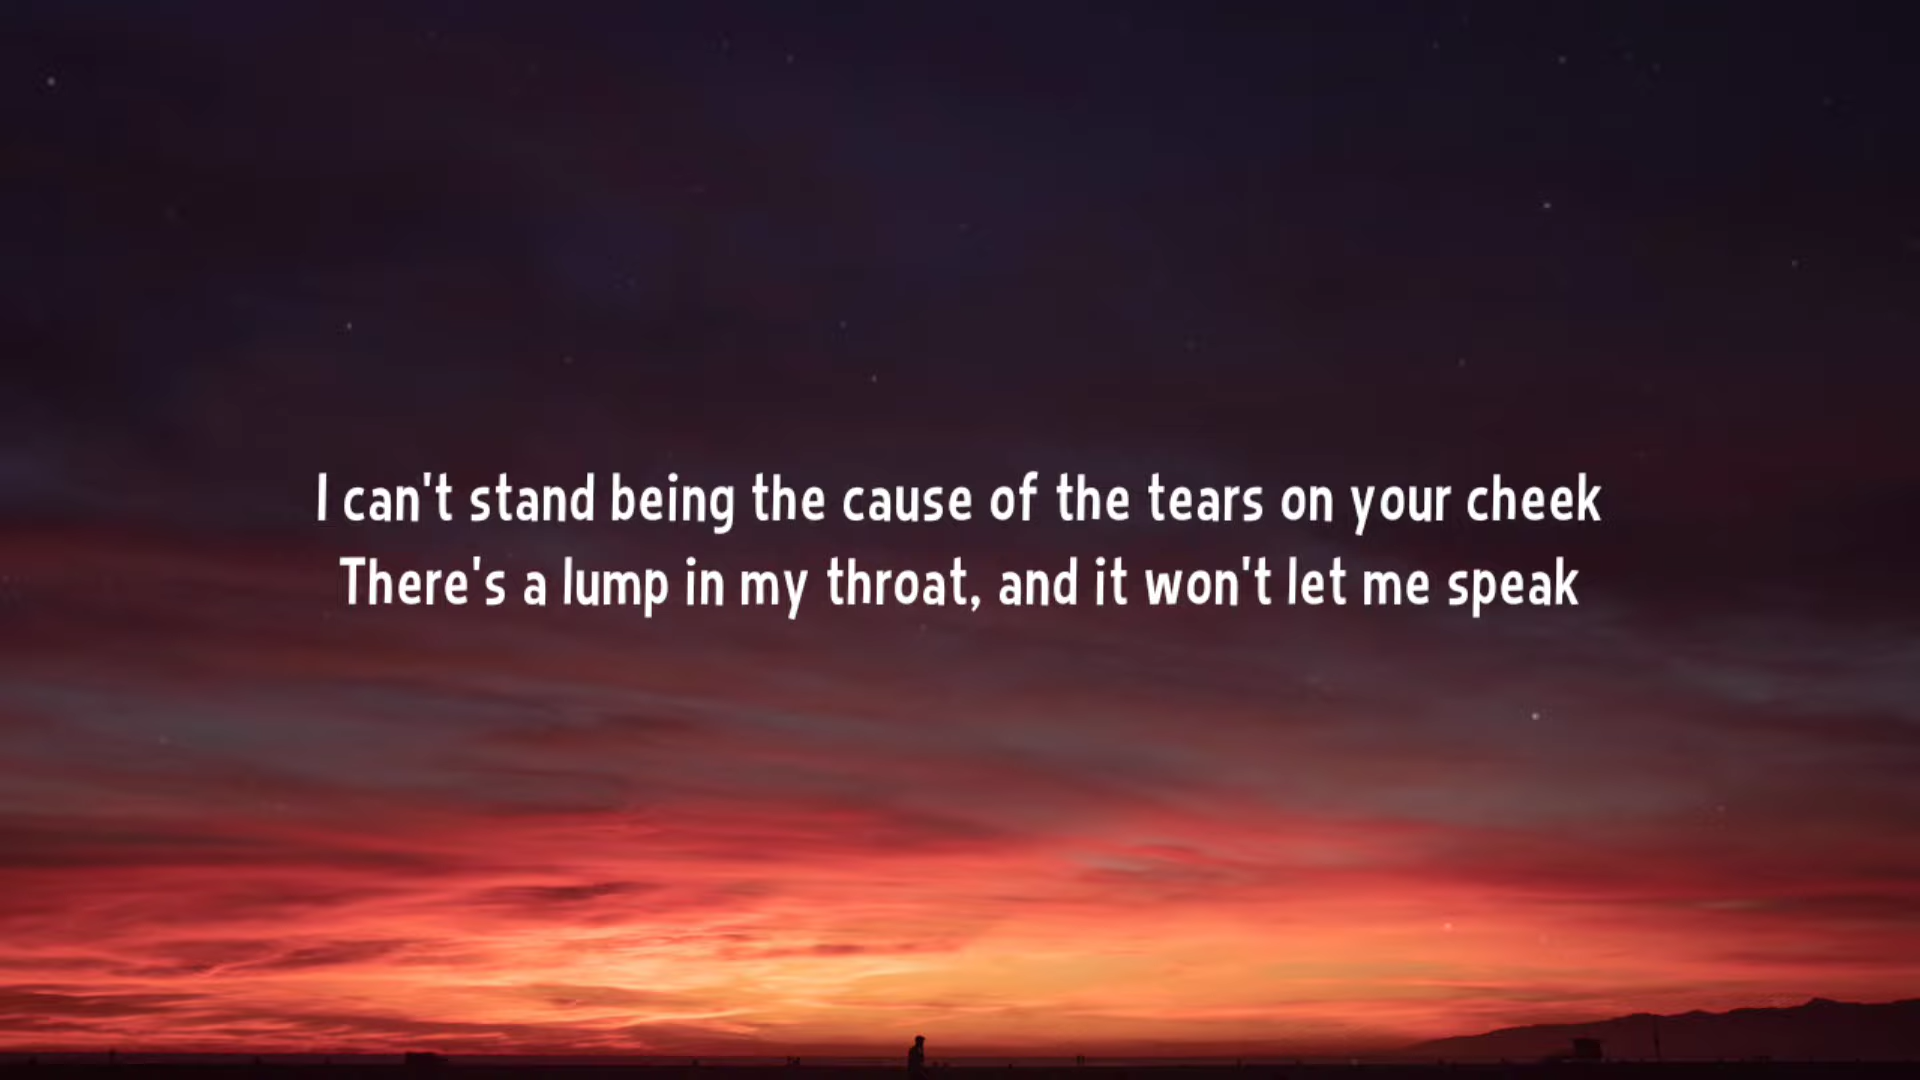 I can't stand being the cause of the tears on your cheek
There's a lump in my throat, and it won't let me speak